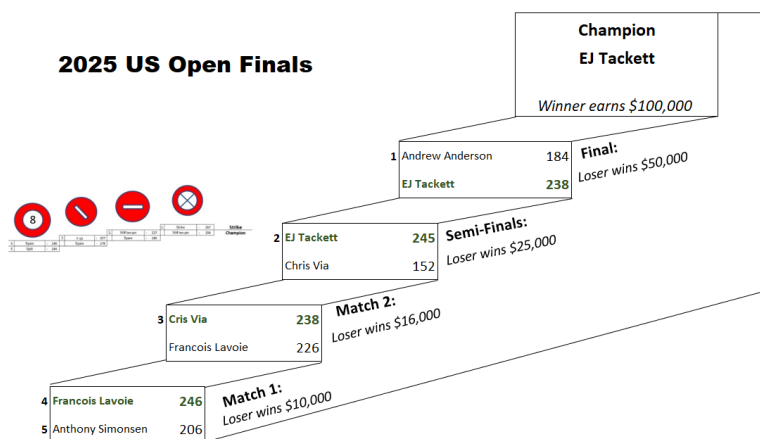 Champion
EJ Tackett
Winner earns $100,000
2025 US Open Finals
1 Andrew Anderson 184
EJ Tackett 238
Final:
Loser wins $50,000
8
Strike
Champion
2 EJ Tackett 245
Chris Via 152
Semi-Finals:
Loser wins $25,000
3 Cris Via 238
Francois Lavoie 226
Match 2:
Loser wins $16,000
4 Francois Lavoie 246
5 Anthony Simonsen 206
Match 1:
Loser wins $10,000